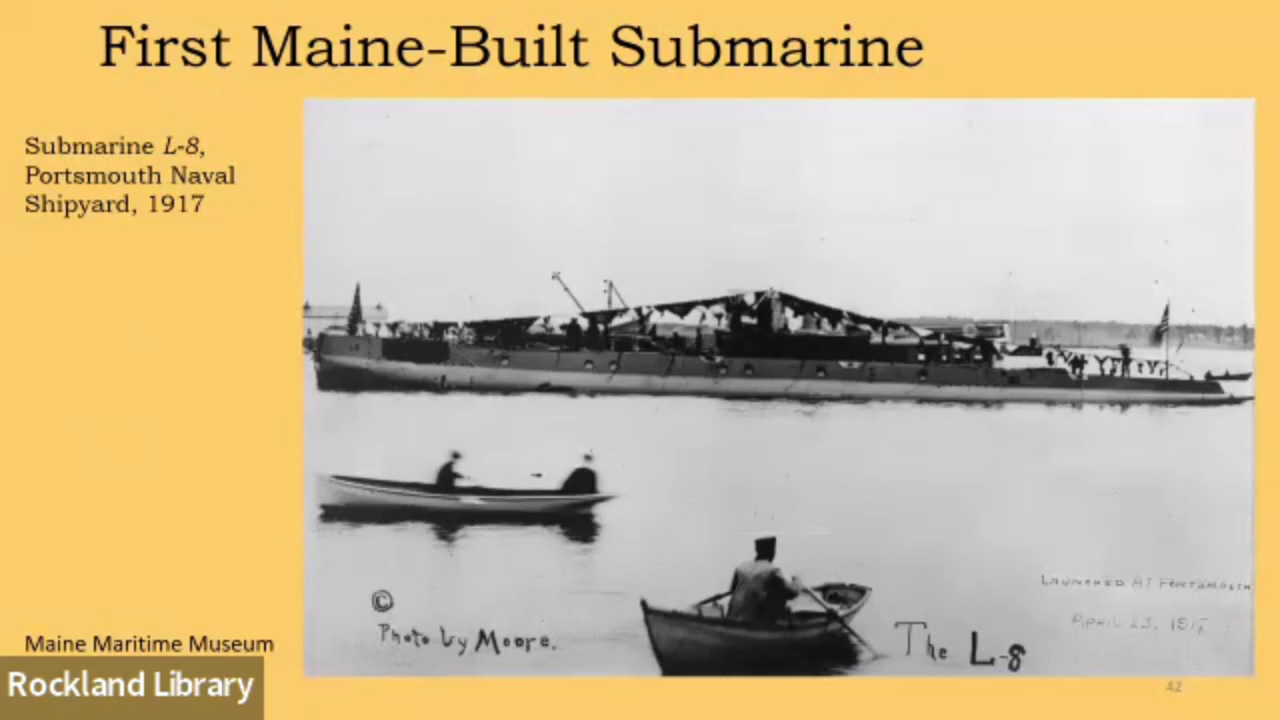 First Maine-Built Submarine
Submarine L-8,
Portsmouth Naval
Shipyard, 1917
©
Photo by Moore.
LAUNCHED AT PORTSMOUTH
April 23, 1917
The L-8
Maine Maritime Museum
Rockland Library
42